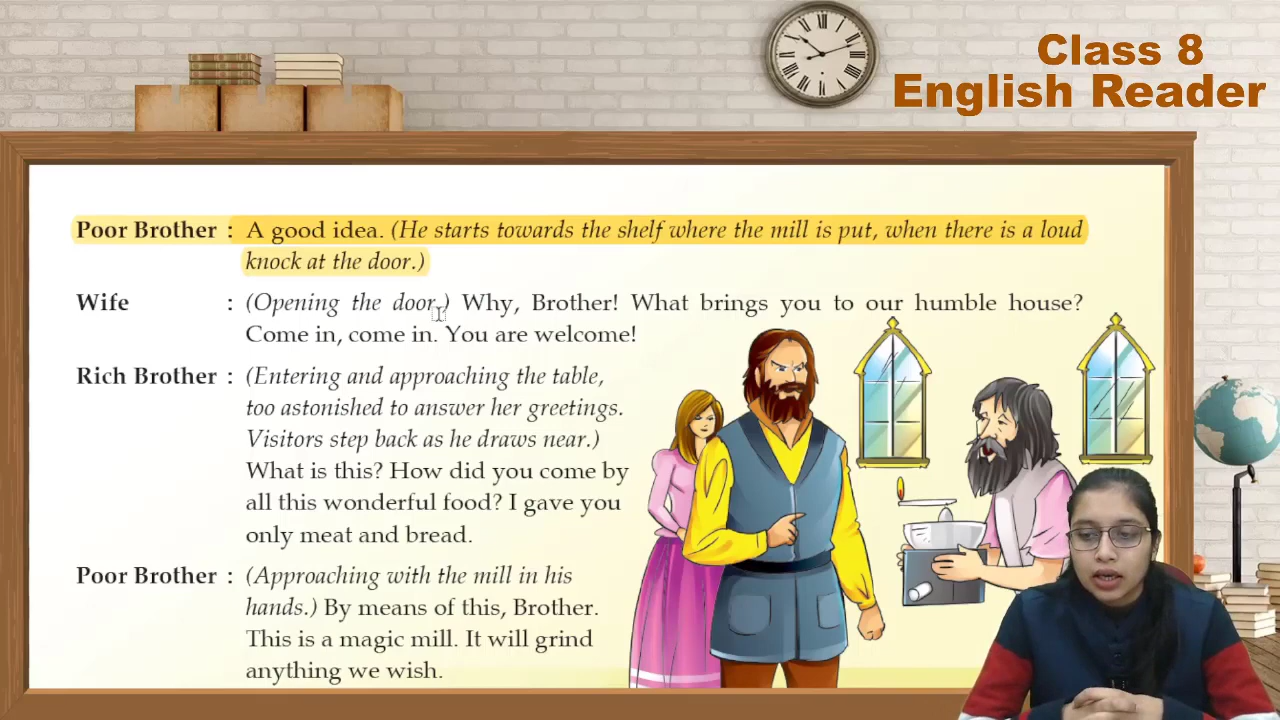 Class 8
English Reader
Poor Brother : A good idea. (He starts towards the shelf where the mill is put, when there is a loud
knock at the door.)
Wife : (Opening the door.) Why, Brother! What brings you to our humble house?
Come in, come in. You are welcome!
Rich Brother : (Entering and approaching the table,
too astonished to answer her greetings.
Visitors step back as he draws near.)
What is this? How did you come by
all this wonderful food? I gave you
only meat and bread.
Poor Brother : (Approaching with the mill in his
hands.) By means of this, Brother.
This is a magic mill. It will grind
anything we wish.